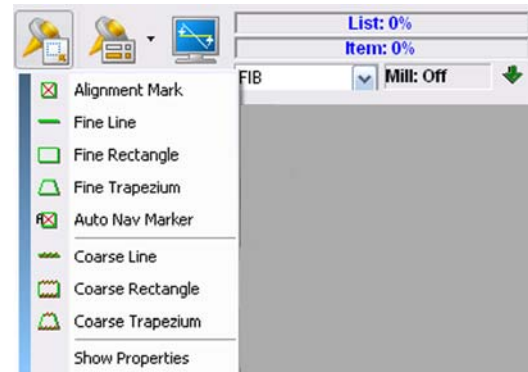 List: 0%
Item: 0%
FIB Mill: Off
Alignment Mark
Fine Line
Fine Rectangle
Fine Trapezium
Auto Nav Marker
Coarse Line
Coarse Rectangle
Coarse Trapezium
Show Properties